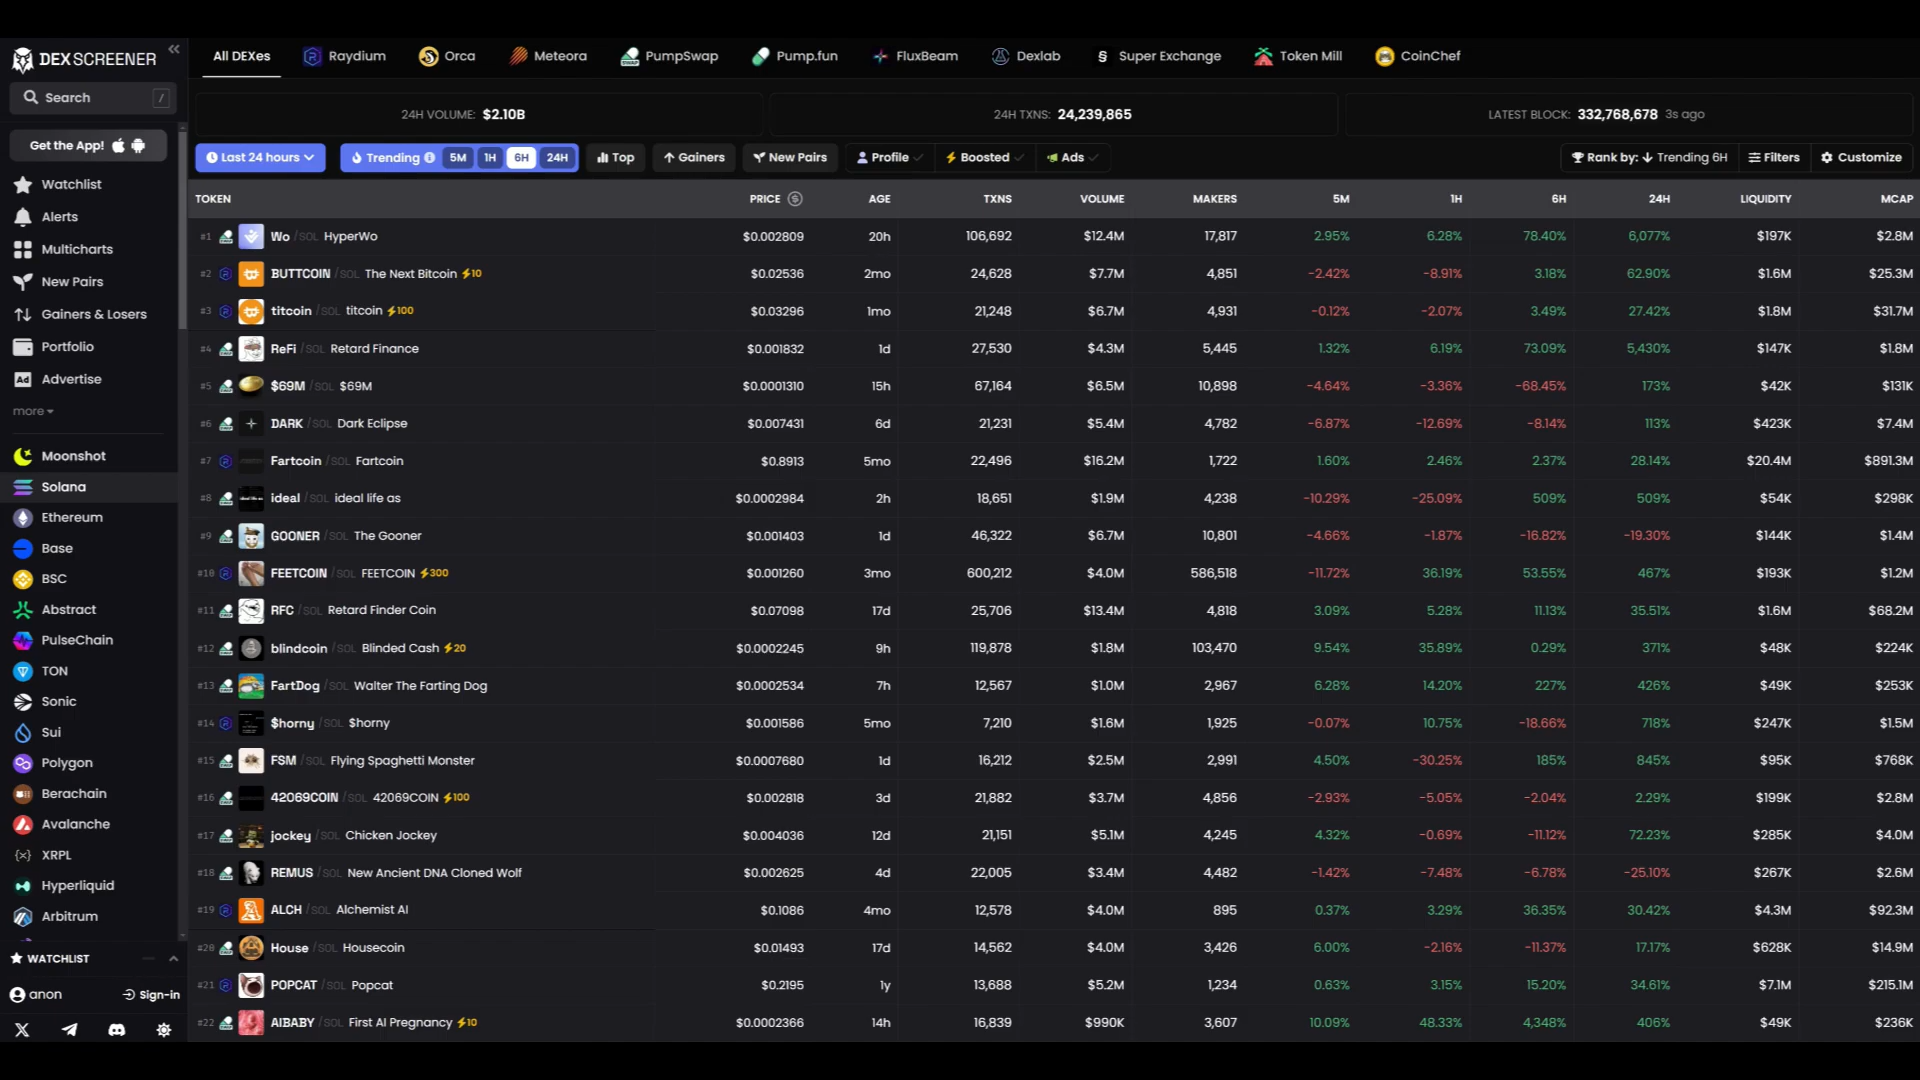 DEX SCREENER
All DEXes Raydium Orca Meteora PumpSwap Pump.fun FluxBeam Dexlab Super Exchange Token Mill CoinChef
Search /
24H VOLUME: $2.10B 24H TXNS: 24,239,865 LATEST BLOCK: 332,768,678 3s ago
Get the App!
Last 24 hours Trending 5M 1H 6H 24H Top Gainers New Pairs Profile Boosted Ads Rank by: Trending 6H Filters Customize
Watchlist
Alerts
Multicharts
New Pairs
Gainers & Losers
Portfolio
Ad Advertise
more
Moonshot
Solana
Ethereum
Base
BSC
Abstract
PulseChain
TON
Sonic
Sui
Polygon
Berachain
Avalanche
XRPL
Hyperliquid
Arbitrum
WATCHLIST
anon Sign-in
TOKEN PRICE AGE TXNS VOLUME MAKERS 5M 1H 6H 24H LIQUIDITY MCAP
#1 Wo /SOL HyperWo $0.002809 20h 106,692 $12.4M 17,817 2.95% 6.28% 78.40% 6,077% $197K $2.8M
#2 BUTTCOIN /SOL The Next Bitcoin ⚡10 $0.02536 2mo 24,628 $7.7M 4,851 -2.42% -8.91% 3.18% 62.90% $1.6M $25.3M
#3 titcoin /SOL titcoin ⚡100 $0.03296 1mo 21,248 $6.7M 4,931 -0.12% -2.07% 3.49% 27.42% $1.8M $31.7M
#4 ReFi /SOL Retard Finance $0.001832 1d 27,530 $4.3M 5,445 1.32% 6.19% 73.09% 5,430% $147K $1.8M
#5 $69M /SOL $69M $0.0001310 15h 67,164 $6.5M 10,898 -4.64% -3.36% -68.45% 173% $42K $131K
#6 DARK /SOL Dark Eclipse $0.007431 6d 21,231 $5.4M 4,782 -6.87% -12.69% -8.14% 113% $423K $7.4M
#7 Fartcoin /SOL Fartcoin $0.8913 5mo 22,496 $16.2M 1,722 1.60% 2.46% 2.37% 28.14% $20.4M $891.3M
#8 ideal /SOL ideal life as $0.0002984 2h 18,651 $1.9M 4,238 -10.29% -25.09% 509% 509% $54K $298K
#9 GOONER /SOL The Gooner $0.001403 1d 46,322 $6.7M 10,801 -4.66% -1.87% -16.82% -19.30% $144K $1.4M
#10 FEETCOIN /SOL FEETCOIN ⚡300 $0.001260 3mo 600,212 $4.0M 586,518 -11.72% 36.19% 53.55% 467% $193K $1.2M
#11 RFC /SOL Retard Finder Coin $0.07098 17d 25,706 $13.4M 4,818 3.09% 5.28% 11.13% 35.51% $1.6M $68.2M
#12 blindcoin /SOL Blinded Cash ⚡20 $0.0002245 9h 119,878 $1.8M 103,470 9.54% 35.89% 0.29% 371% $48K $224K
#13 FartDog /SOL Walter The Farting Dog $0.0002534 7h 12,567 $1.0M 2,967 6.28% 14.20% 227% 426% $49K $253K
#14 $horny /SOL $horny $0.001586 5mo 7,210 $1.6M 1,925 -0.07% 10.75% -18.66% 718% $247K $1.5M
#15 FSM /SOL Flying Spaghetti Monster $0.0007680 1d 16,212 $2.5M 2,991 4.50% -30.25% 185% 845% $95K $768K
#16 42069COIN /SOL 42069COIN ⚡100 $0.002818 3d 21,882 $3.7M 4,856 -2.93% -5.05% -2.04% 2.29% $199K $2.8M
#17 jockey /SOL Chicken Jockey $0.004036 12d 21,151 $5.1M 4,245 4.32% -0.69% -11.12% 72.23% $285K $4.0M
#18 REMUS /SOL New Ancient DNA Cloned Wolf $0.002625 4d 22,005 $3.4M 4,482 -1.42% -7.48% -6.78% -25.10% $267K $2.6M
#19 ALCH /SOL Alchemist AI $0.1086 4mo 12,578 $4.0M 895 0.37% 3.29% 36.35% 30.42% $4.3M $92.3M
#20 House /SOL Housecoin $0.01493 17d 14,562 $4.0M 3,426 6.00% -2.16% -11.37% 17.17% $628K $14.9M
#21 POPCAT /SOL Popcat $0.2195 1y 13,688 $5.2M 1,234 0.63% 3.15% 15.20% 34.61% $7.1M $215.1M
#22 AIBABY /SOL First AI Pregnancy ⚡10 $0.0002366 14h 16,839 $990K 3,607 10.09% 48.33% 4,348% 406% $49K $236K